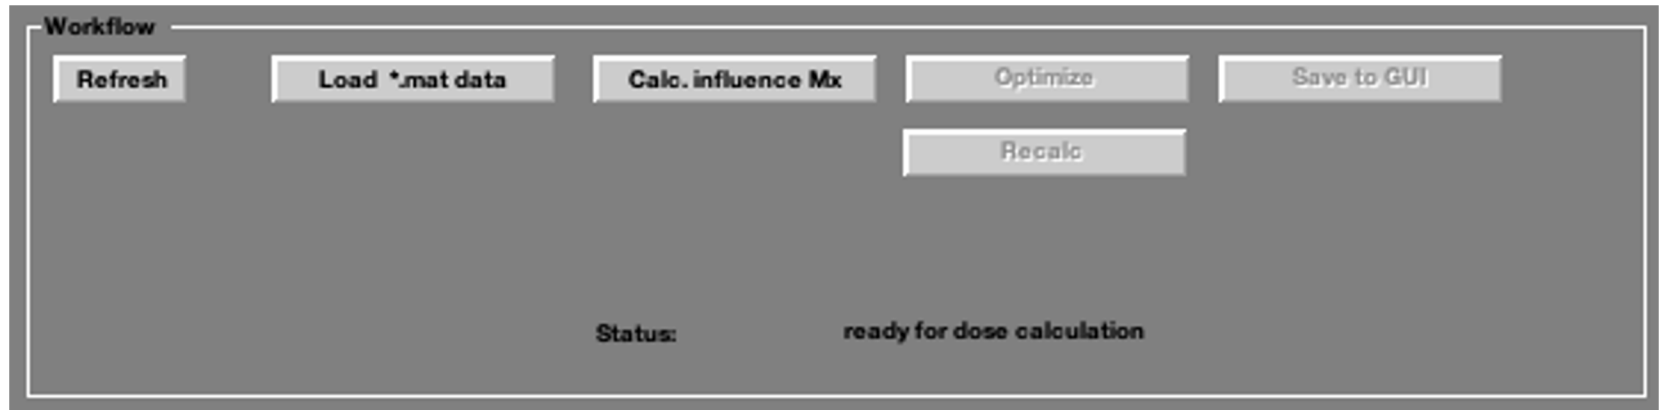 Workflow
Refresh
Load *.mat data
Calc. influence Mx
Optimize
Save to GUI
Recalc
Status: ready for dose calculation